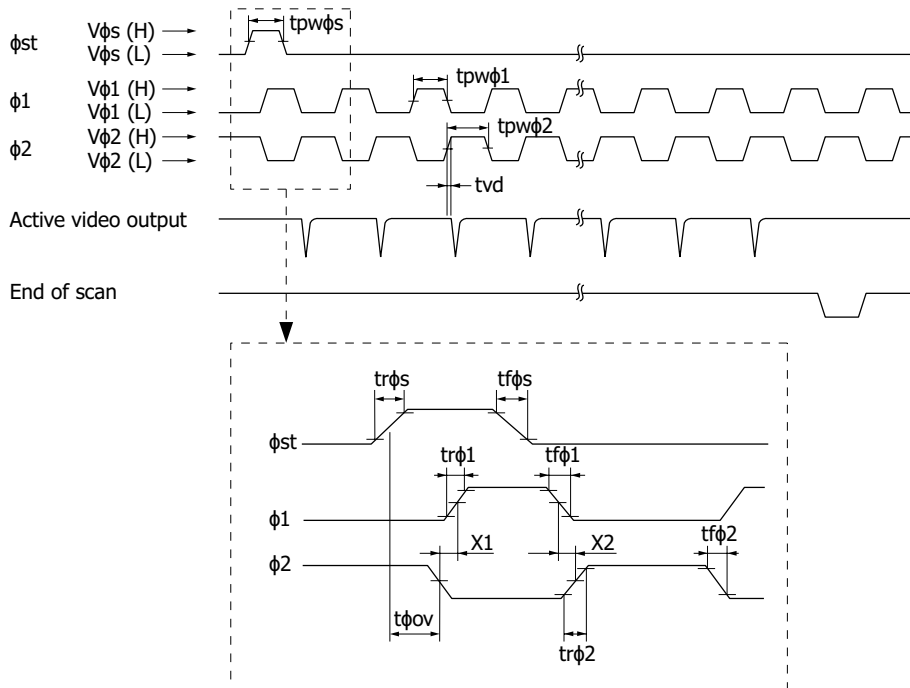 ϕst
Vϕs (H)
tpwϕs
Vϕs (L)
ϕ1
Vϕ1 (H)
tpwϕ1
Vϕ1 (L)
ϕ2
Vϕ2 (H)
tpwϕ2
Vϕ2 (L)
tvd
Active video output
End of scan
trϕs
tfϕs
ϕst
trϕ1
tfϕ1
ϕ1
X1
X2
tfϕ2
ϕ2
tϕov
trϕ2